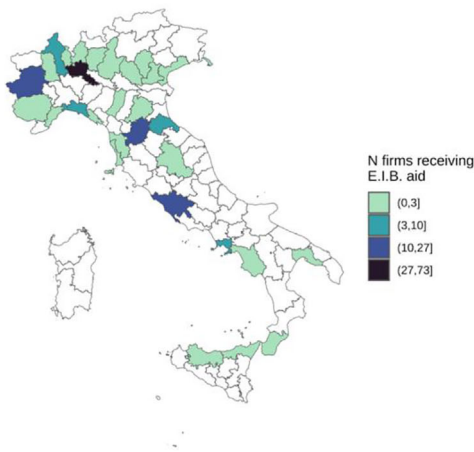 N firms receiving
E.I.B. aid
(0,3]
(3,10]
(10,27]
(27,73]